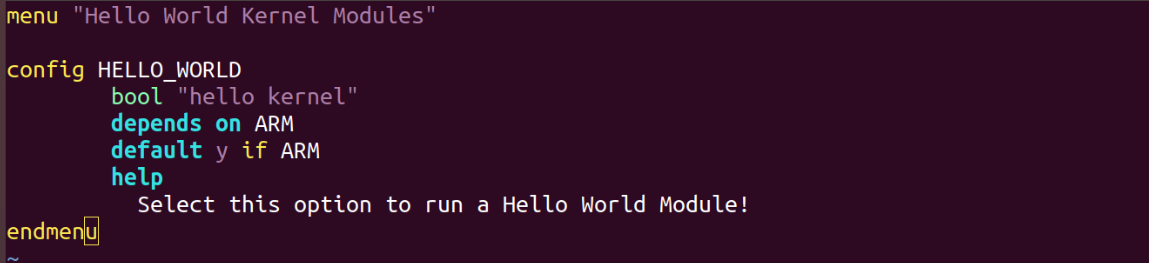 menu "Hello World Kernel Modules"
config HELLO_WORLD
bool "hello kernel"
depends on ARM
default y if ARM
help
Select this option to run a Hello World Module!
endmenu
~